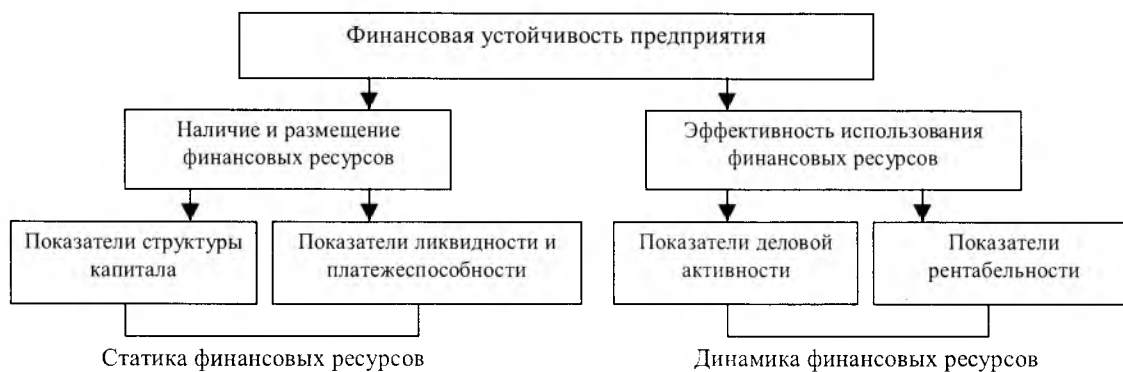 Финансовая устойчивость предприятия
Наличие и размещение
финансовых ресурсов
Эффективность использования
финансовых ресурсов
Показатели структуры
капитала
Показатели ликвидности и
платежеспособности
Показатели деловой
активности
Показатели
рентабельности
Статика финансовых ресурсов
Динамика финансовых ресурсов